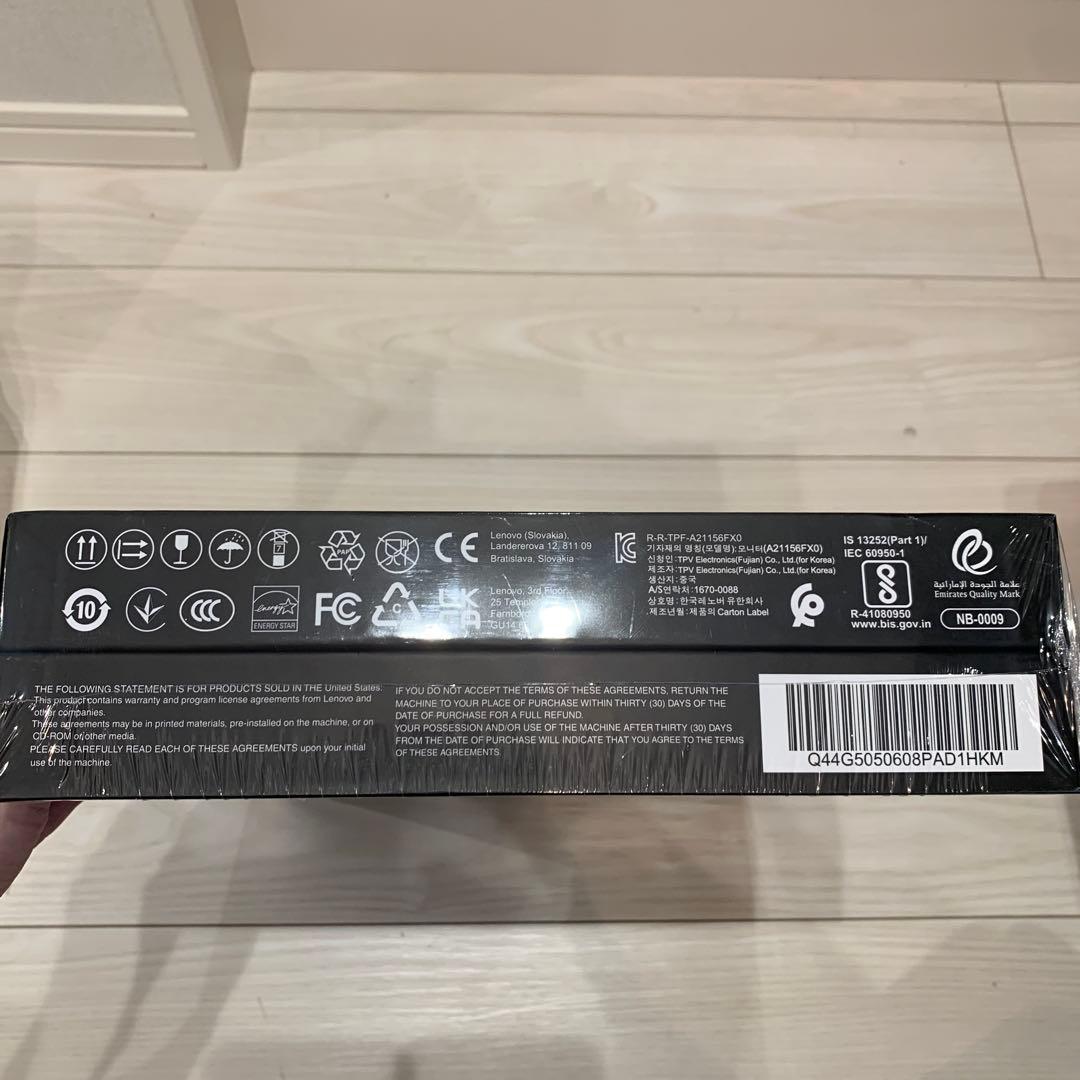 7
PAP
CE
Lenovo (Slovakia),
Landererova 12, 811 09
Bratislava, Slovakia
10
CCC
energy
ENERGY STAR
FC
C
UK
CA
Lenovo, 3rd Floor,
25
Farnboro
GU14
R-R-TPF-A21156FX0
기자재의 명칭(모델명):모니터(A21156FX0)
신청인:TPV Electronics(Fujian) Co., Ltd.(for Korea)
제조자:TPV Electronics(Fujian) Co., Ltd.(for Korea)
생산지:중국
A/S연락처:1670-0088
상호명:한국레노버 유한회사
제조년월:제품의 Carton Label
IS 13252(Part 1)/
IEC 60950-1
R-41080950
www.bis.gov.in
علامة الجودة الإماراتية
Emirates Quality Mark
NB-0009
THE FOLLOWING STATEMENT IS FOR PRODUCTS SOLD IN THE United States:
This product contains warranty and program license agreements from Lenovo and
other companies.
These agreements may be in printed materials, pre-installed on the machine, or on
CD-ROM or other media.
PLEASE CAREFULLY READ EACH OF THESE AGREEMENTS upon your initial
use of the machine.
IF YOU DO NOT ACCEPT THE TERMS OF THESE AGREEMENTS, RETURN THE
MACHINE TO YOUR PLACE OF PURCHASE WITHIN THIRTY (30) DAYS OF THE
DATE OF PURCHASE FOR A FULL REFUND.
YOUR POSSESSION AND/OR USE OF THE MACHINE AFTER THIRTY (30) DAYS
FROM THE DATE OF PURCHASE WILL INDICATE THAT YOU AGREE TO THE TERMS
OF THESE AGREEMENTS.
Q44G5050608PAD1HKM